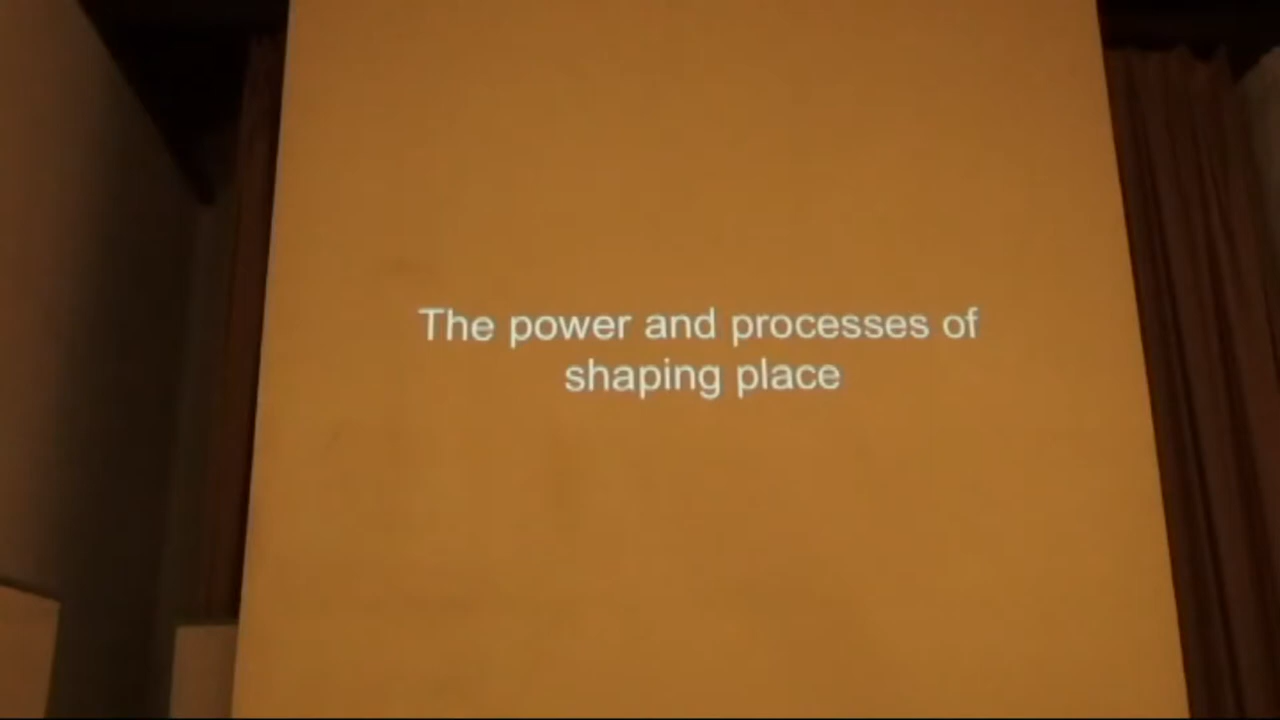 The power and processes of
shaping place